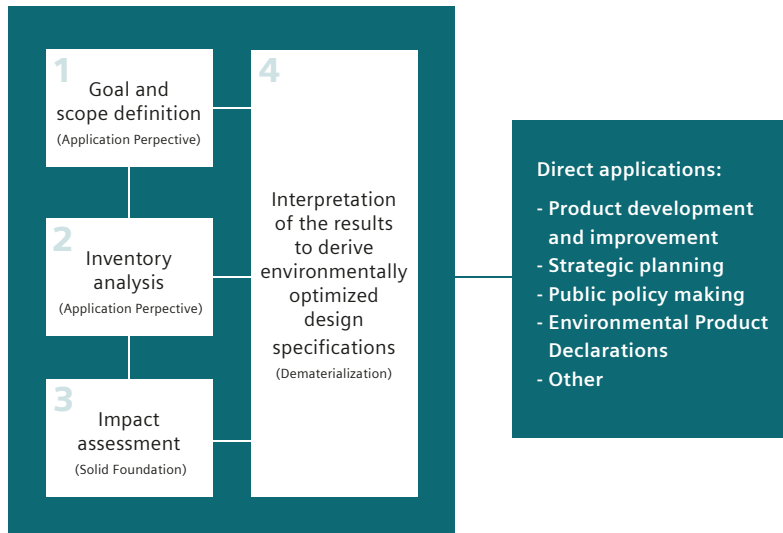 1
Goal and
scope definition
(Application Perpective)
2
Inventory
analysis
(Application Perpective)
3
Impact
assessment
(Solid Foundation)
4
Interpretation
of the results
to derive
environmentally
optimized
design
specifications
(Dematerialization)
Direct applications:
- Product development
and improvement
- Strategic planning
- Public policy making
- Environmental Product
Declarations
- Other